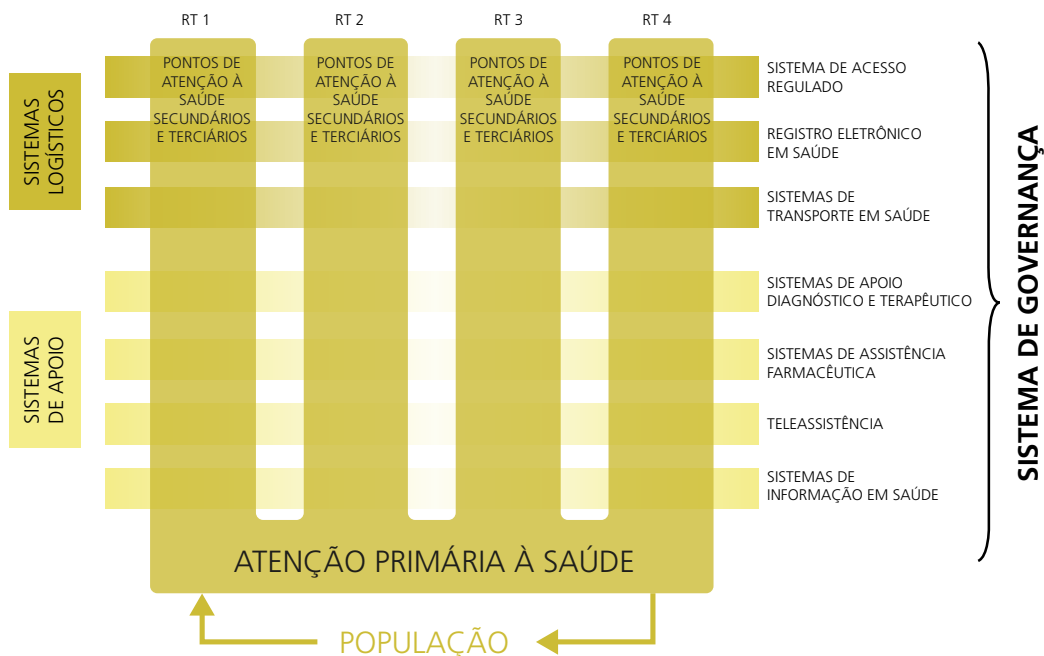 RT 1
RT 2
RT 3
RT 4
PONTOS DE
ATENÇÃO À
SAÚDE
SECUNDÁRIOS
E TERCIÁRIOS
PONTOS DE
ATENÇÃO À
SAÚDE
SECUNDÁRIOS
E TERCIÁRIOS
PONTOS DE
ATENÇÃO À
SAÚDE
SECUNDÁRIOS
E TERCIÁRIOS
PONTOS DE
ATENÇÃO À
SAÚDE
SECUNDÁRIOS
E TERCIÁRIOS
SISTEMAS
LOGÍSTICOS
SISTEMA DE ACESSO
REGULADO
REGISTRO ELETRÔNICO
EM SAÚDE
SISTEMAS DE
TRANSPORTE EM SAÚDE
SISTEMAS
DE APOIO
SISTEMAS DE APOIO
DIAGNÓSTICO E TERAPÊUTICO
SISTEMAS DE ASSISTÊNCIA
FARMACÊUTICA
TELEASSISTÊNCIA
SISTEMAS DE
INFORMAÇÃO EM SAÚDE
SISTEMA DE GOVERNANÇA
ATENÇÃO PRIMÁRIA À SAÚDE
POPULAÇÃO